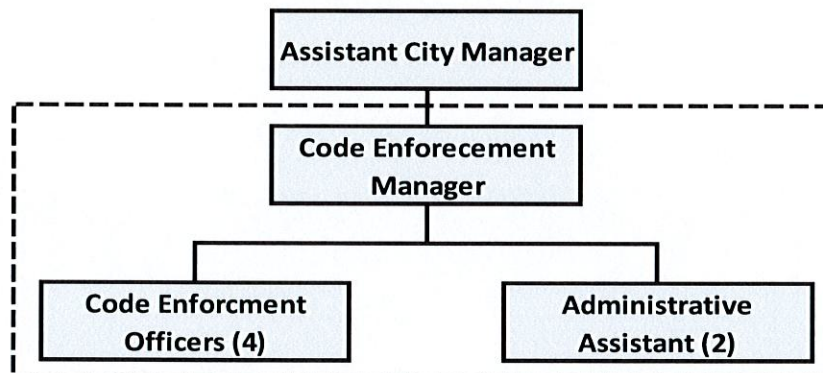 Assistant City Manager
Code Enforecement
Manager
Code Enforcment
Officers (4)
Administrative
Assistant (2)